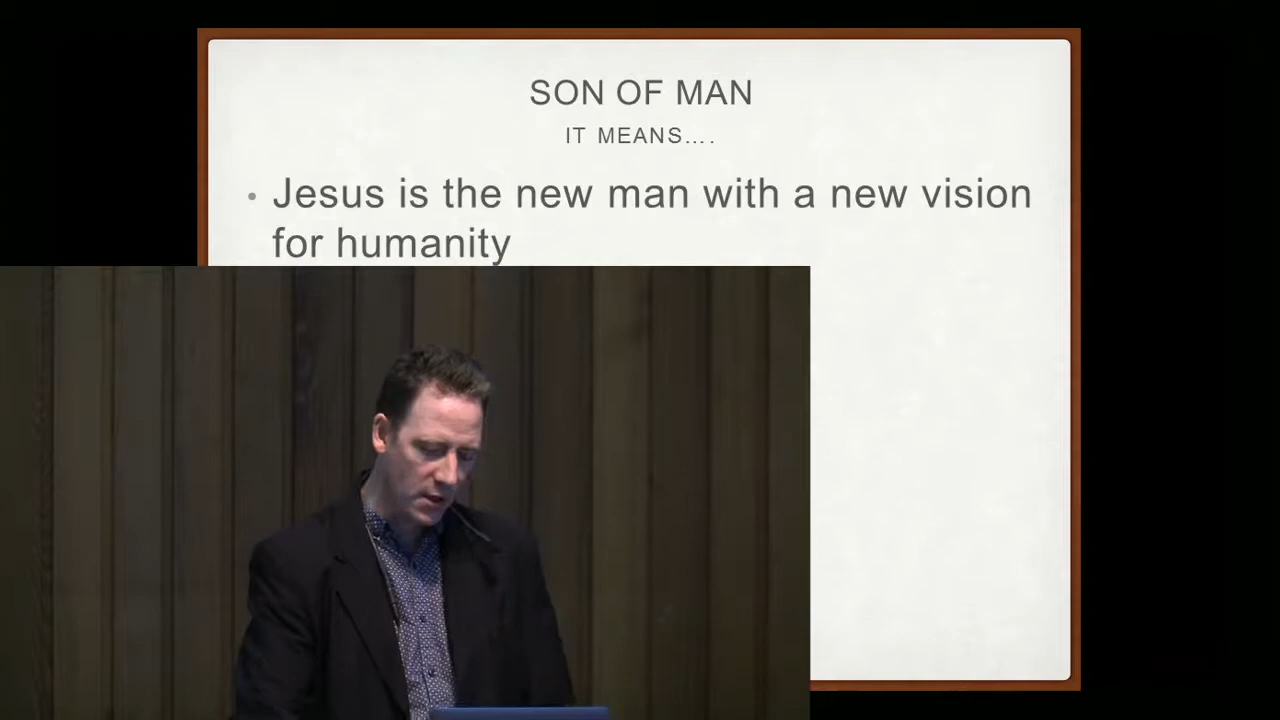 SON OF MAN
IT MEANS....
• Jesus is the new man with a new vision
for humanity